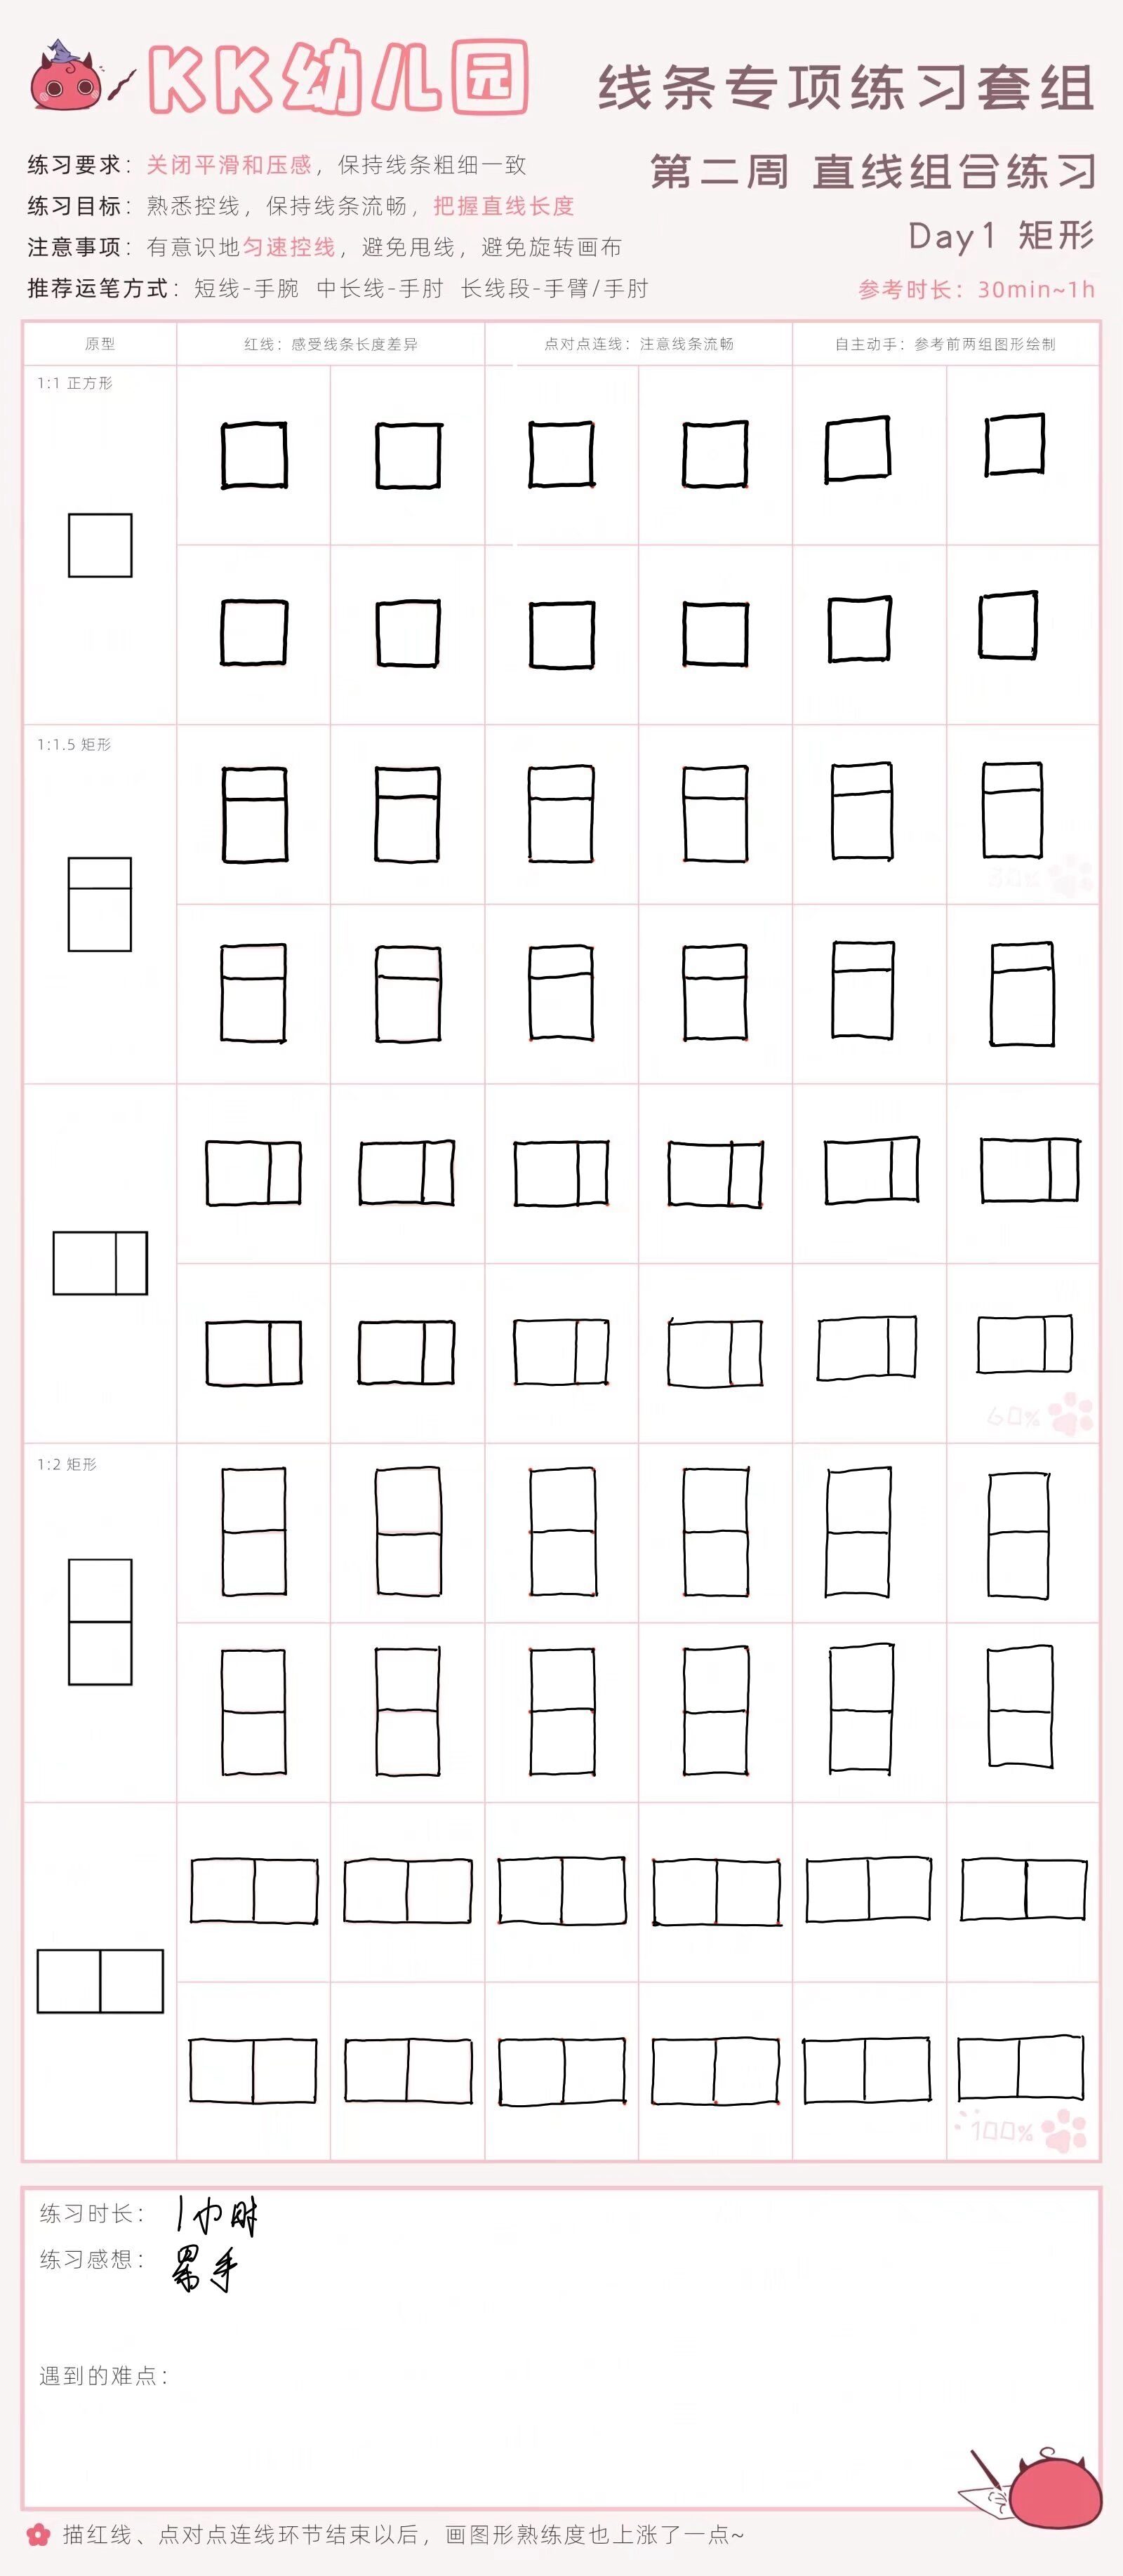 KK幼儿园
线条专项练习套组
第二周 直线组合练习
Day1 矩形
参考时长：30min~1h
练习要求：关闭平滑和压感，保持线条粗细一致
练习目标：熟悉控线，保持线条流畅，把握直线长度
注意事项：有意识地匀速控线，避免甩线，避免旋转画布
推荐运笔方式：短线-手腕 中长线-手肘 长线段-手臂/手肘
原型
红线：感受线条长度差异
点对点连线：注意线条流畅
自主动手：参考前两组图形绘制
1:1 正方形
1:1.5 矩形
30%
60%
1:2 矩形
100%
练习时长：1小时
练习感想：累手
遇到的难点：
描红线、点对点连线环节结束以后，画图形熟练度也上涨了一点~